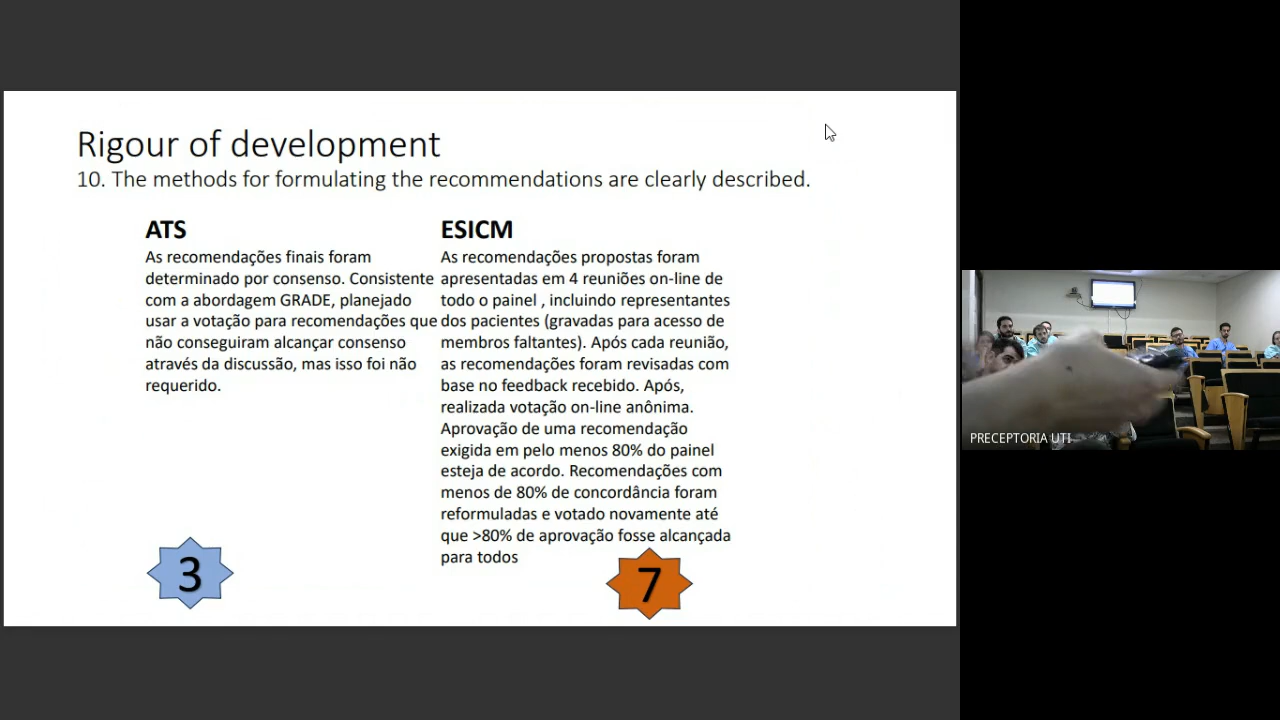 Rigour of development
10. The methods for formulating the recommendations are clearly described.
ATS
As recomendações finais foram
determinado por consenso. Consistente
com a abordagem GRADE, planejado
usar a votação para recomendações que
não conseguiram alcançar consenso
através da discussão, mas isso foi não
requerido.
3
ESICM
As recomendações propostas foram
apresentadas em 4 reuniões on-line de
todo o painel , incluindo representantes
dos pacientes (gravadas para acesso de
membros faltantes). Após cada reunião,
as recomendações foram revisadas com
base no feedback recebido. Após,
realizada votação on-line anônima.
Aprovação de uma recomendação
exigida em pelo menos 80% do painel
esteja de acordo. Recomendações com
menos de 80% de concordância foram
reformuladas e votado novamente até
que >80% de aprovação fosse alcançada
para todos
7
PRECEPTORIA UTI